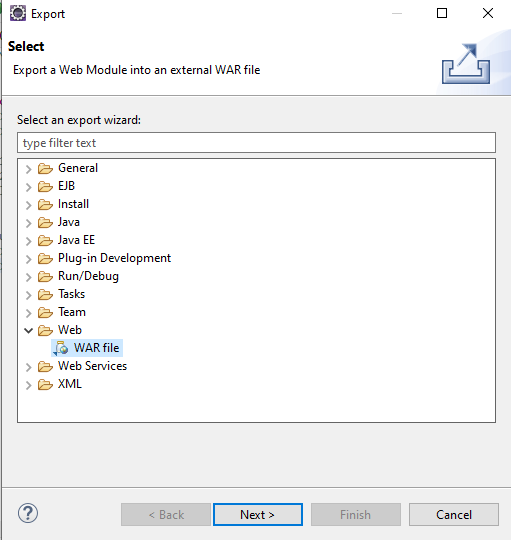 Export
Select
Export a Web Module into an external WAR file
Select an export wizard:
type filter text
General
EJB
Install
Java
Java EE
Plug-in Development
Run/Debug
Tasks
Team
Web
WAR file
Web Services
XML
?
< Back
Next >
Finish
Cancel